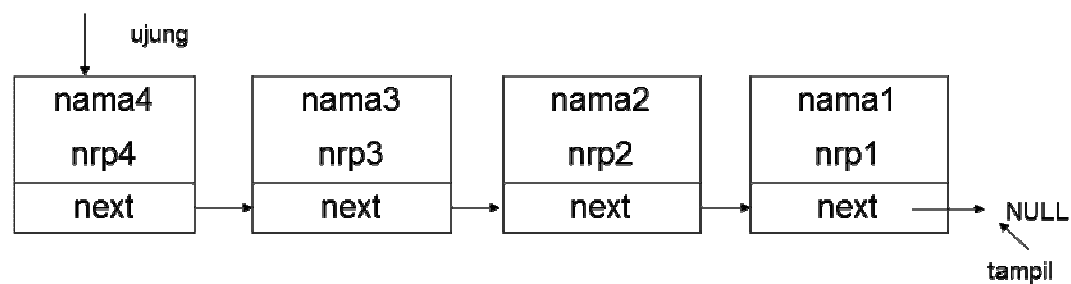 ujung
nama4
nrp4
next
nama3
nrp3
next
nama2
nrp2
next
nama1
nrp1
next
NULL
tampil